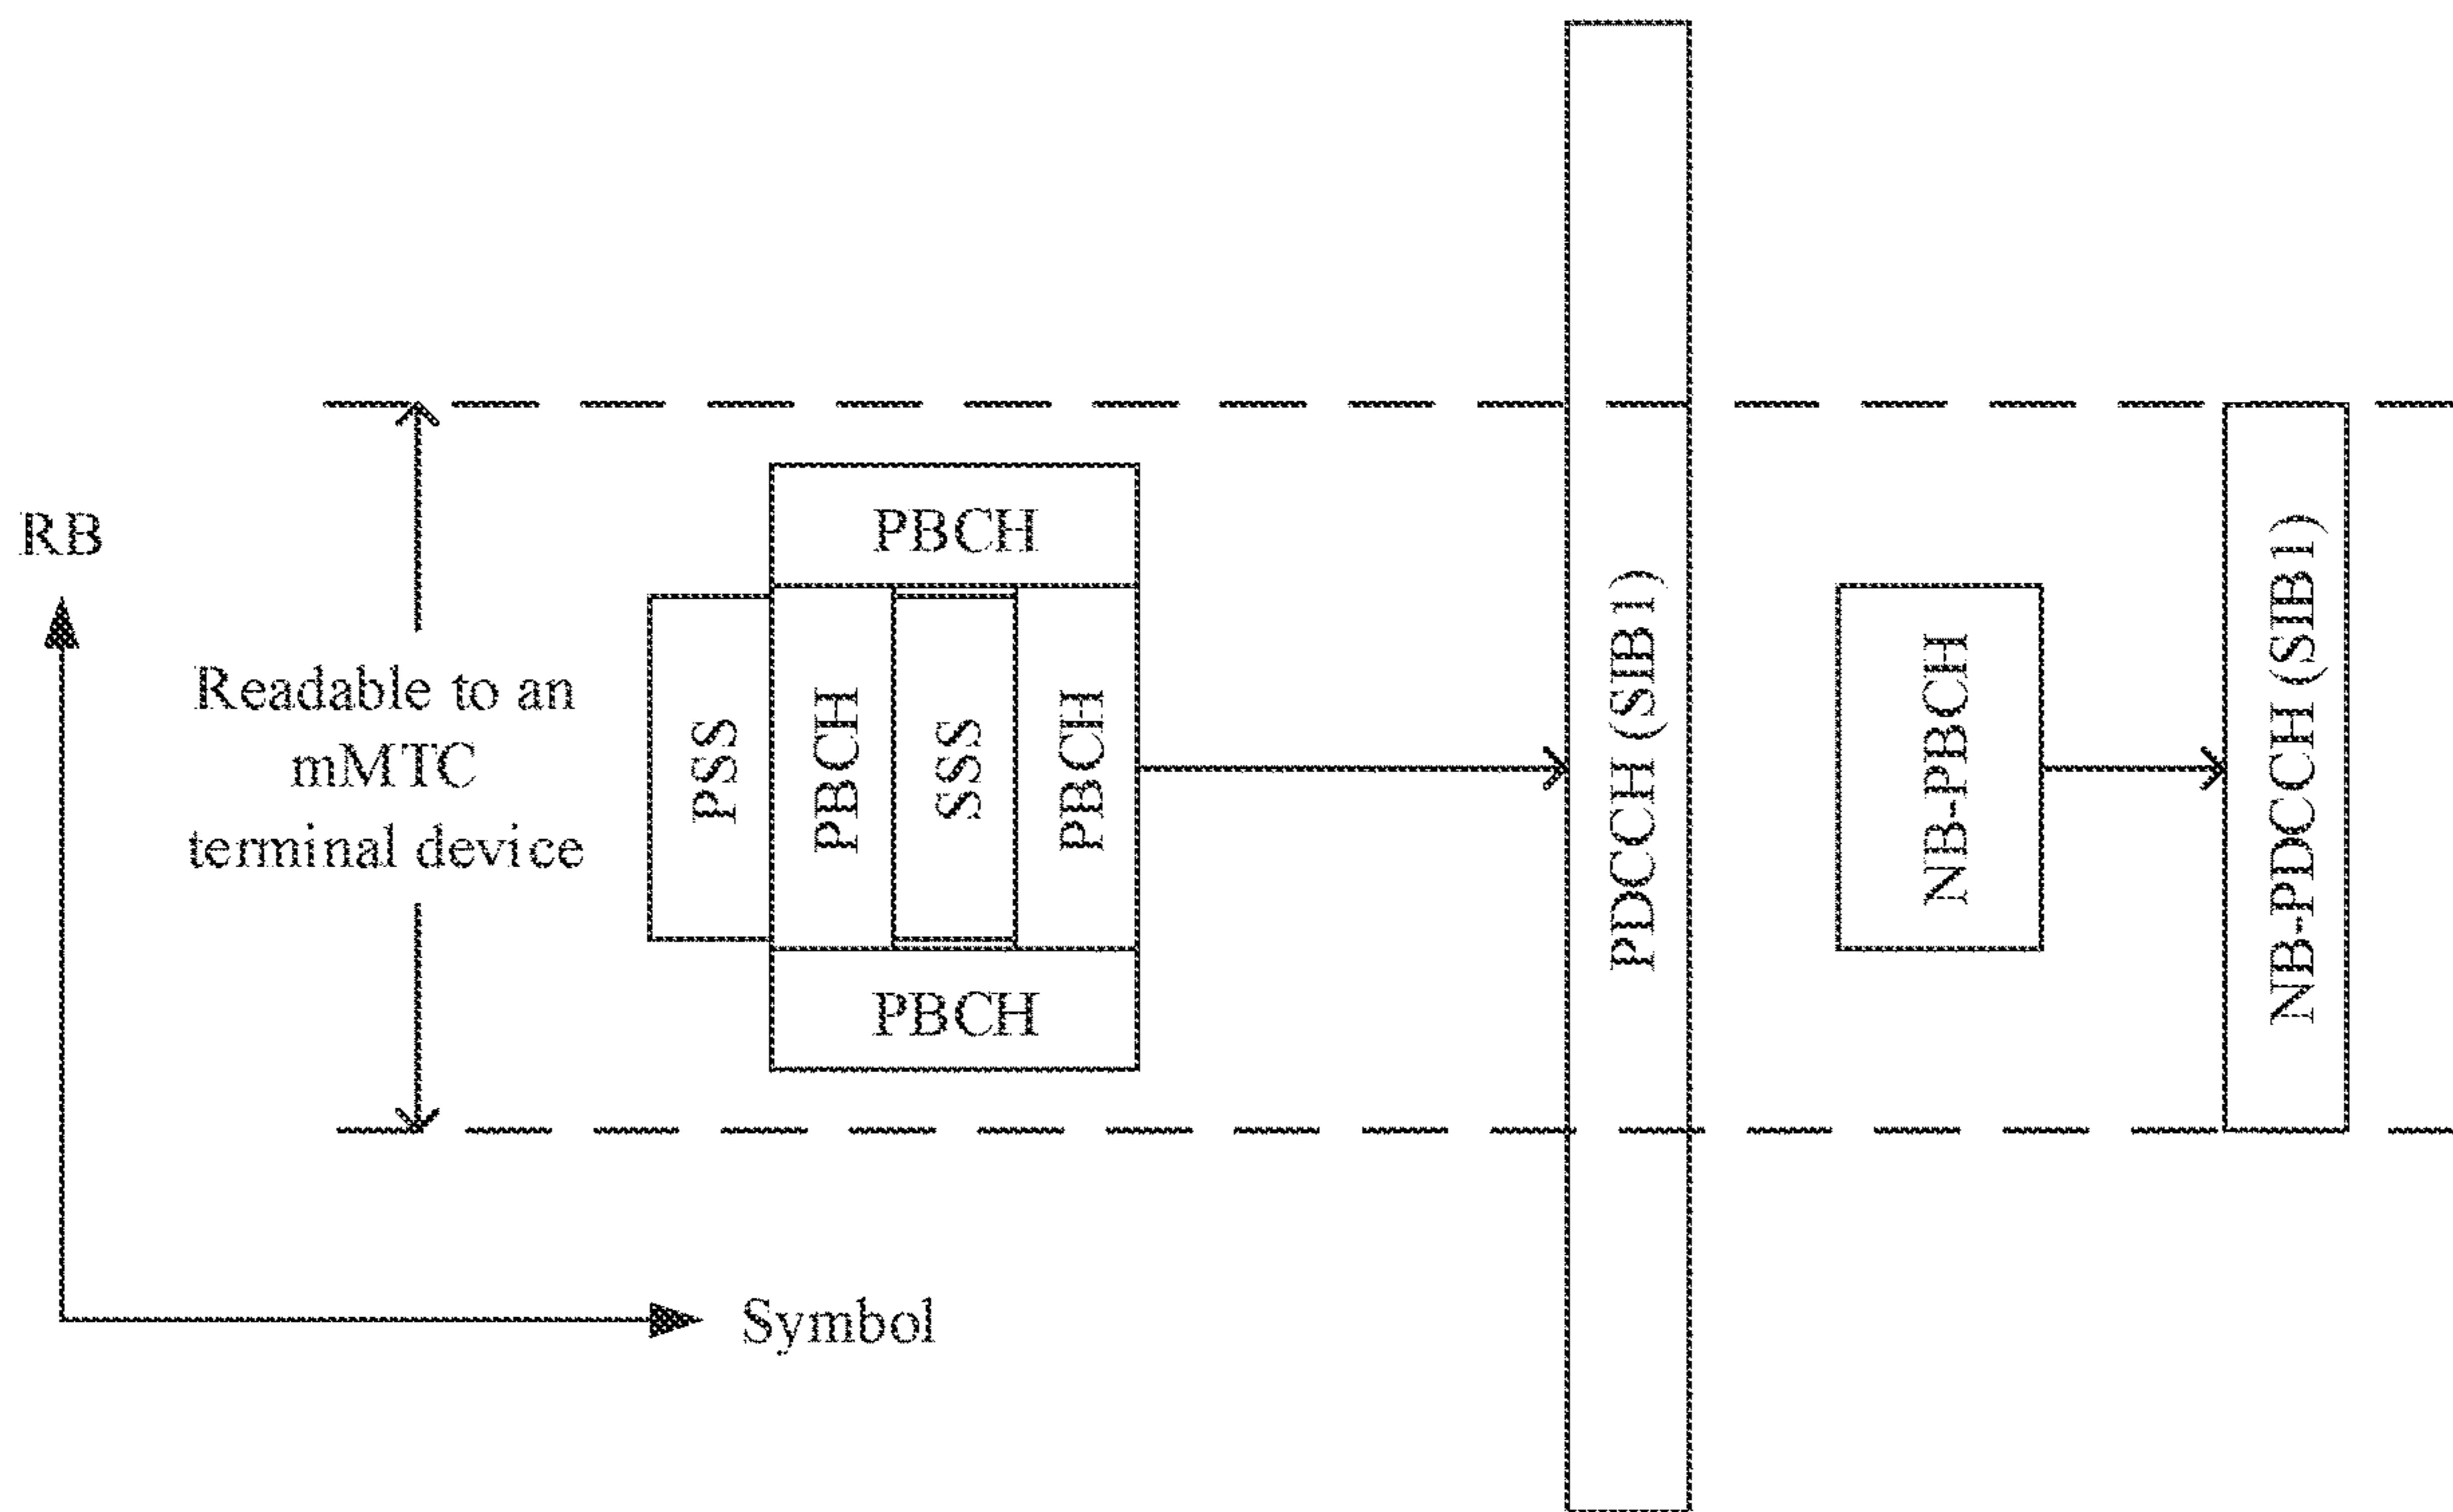 RB
Readable to an
mMTC
terminal device
PSS
PBCH
PBCH
SSS
PBCH
PBCH
PDCCH (SIB1)
NB-PBCH
NB-PDCCH (SIB1)
Symbol